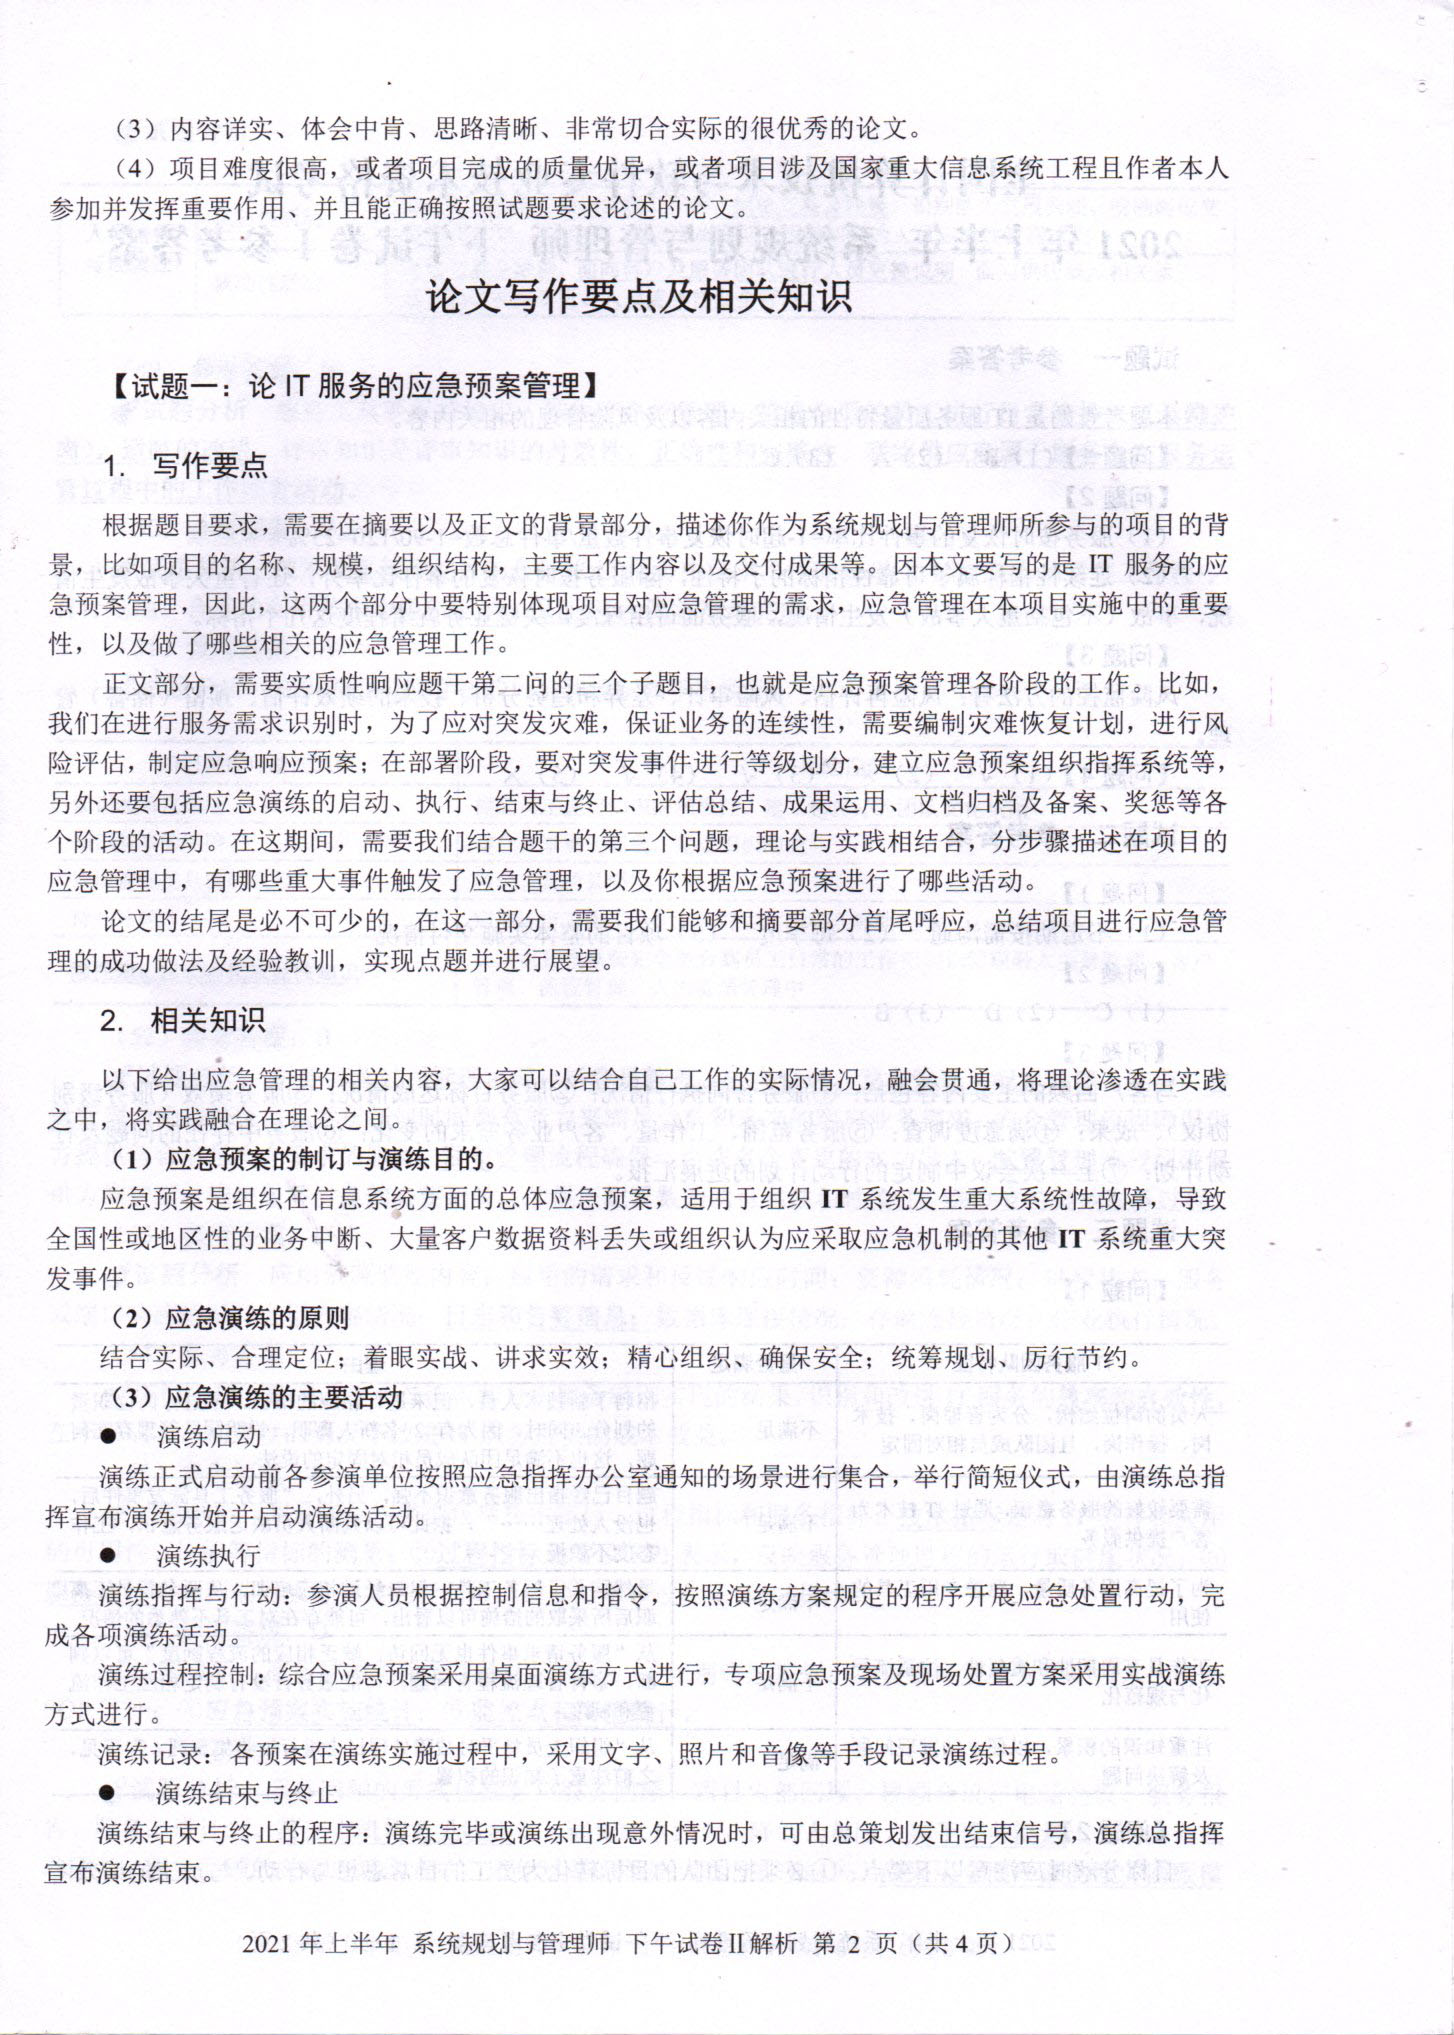 （3）内容详实、体会中肯、思路清晰、非常切合实际的很优秀的论文。
（4）项目难度很高，或者项目完成的质量优异，或者项目涉及国家重大信息系统工程且作者本人
参加并发挥重要作用、并且能正确按照试题要求论述的论文。
论文写作要点及相关知识
【试题一：论 IT 服务的应急预案管理】
1. 写作要点
根据题目要求，需要在摘要以及正文的背景部分，描述你作为系统规划与管理师所参与的项目的背
景，比如项目的名称、规模，组织结构，主要工作内容以及交付成果等。因本文要写的是 IT 服务的应
急预案管理，因此，这两个部分中要特别体现项目对应急管理的需求，应急管理在本项目实施中的重要
性，以及做了哪些相关的应急管理工作。
正文部分，需要实质性响应题干第二问的三个子题目，也就是应急预案管理各阶段的工作。比如，
我们在进行服务需求识别时，为了应对突发灾难，保证业务的连续性，需要编制灾难恢复计划，进行风
险评估，制定应急响应预案；在部署阶段，要对突发事件进行等级划分，建立应急预案组织指挥系统等，
另外还要包括应急演练的启动、执行、结束与终止、评估总结、成果运用、文档归档及备案、奖惩等各
个阶段的活动。在这期间，需要我们结合题干的第三个问题，理论与实践相结合，分步骤描述在项目的
应急管理中，有哪些重大事件触发了应急管理，以及你根据应急预案进行了哪些活动。
论文的结尾是必不可少的，在这一部分，需要我们能够和摘要部分首尾呼应，总结项目进行应急管
理的成功做法及经验教训，实现点题并进行展望。
2. 相关知识
以下给出应急管理的相关内容，大家可以结合自己工作的实际情况，融会贯通，将理论渗透在实践
之中，将实践融合在理论之间。
（1）应急预案的制订与演练目的。
应急预案是组织在信息系统方面的总体应急预案，适用于组织 IT 系统发生重大系统性故障，导致
全国性或地区性的业务中断、大量客户数据资料丢失或组织认为应采取应急机制的其他 IT 系统重大突
发事件。
（2）应急演练的原则
结合实际、合理定位；着眼实战、讲求实效；精心组织、确保安全；统筹规划、厉行节约。
（3）应急演练的主要活动
● 演练启动
演练正式启动前各参演单位按照应急指挥办公室通知的场景进行集合，举行简短仪式，由演练总指
挥宣布演练开始并启动演练活动。
● 演练执行
演练指挥与行动：参演人员根据控制信息和指令，按照演练方案规定的程序开展应急处置行动，完
成各项演练活动。
演练过程控制：综合应急预案采用桌面演练方式进行，专项应急预案及现场处置方案采用实战演练
方式进行。
演练记录：各预案在演练实施过程中，采用文字、照片和音像等手段记录演练过程。
● 演练结束与终止
演练结束与终止的程序：演练完毕或演练出现意外情况时，可由总策划发出结束信号，演练总指挥
宣布演练结束。
2021 年上半年 系统规划与管理师 下午试卷Ⅱ解析 第 2 页（共 4 页）